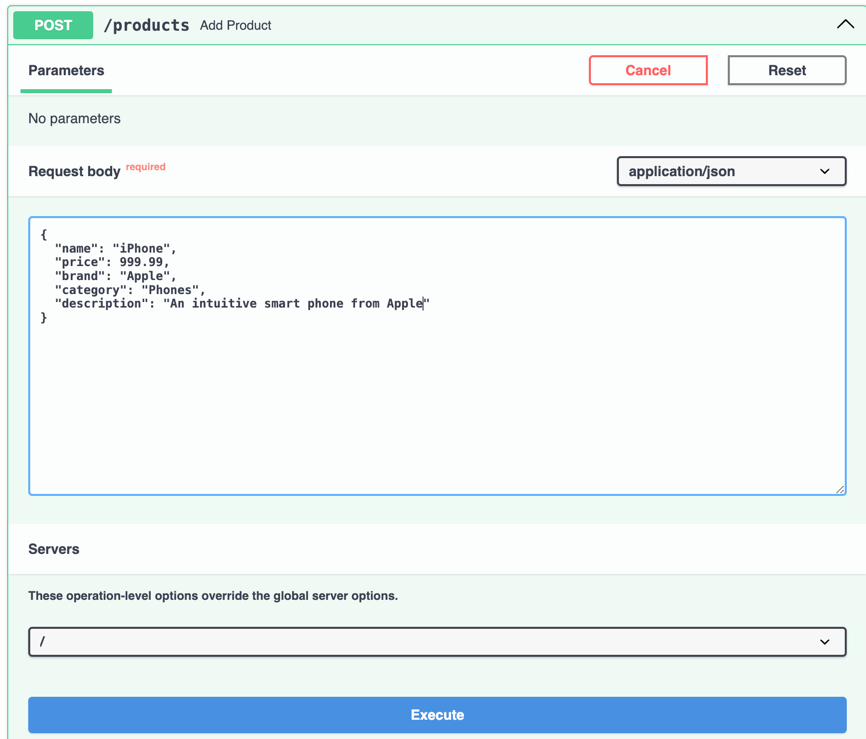 POST /products Add Product
Parameters Cancel Reset
No parameters
Request body required application/json
{
  "name": "iPhone",
  "price": 999.99,
  "brand": "Apple",
  "category": "Phones",
  "description": "An intuitive smart phone from Apple"
}
Servers
These operation-level options override the global server options.
/
Execute